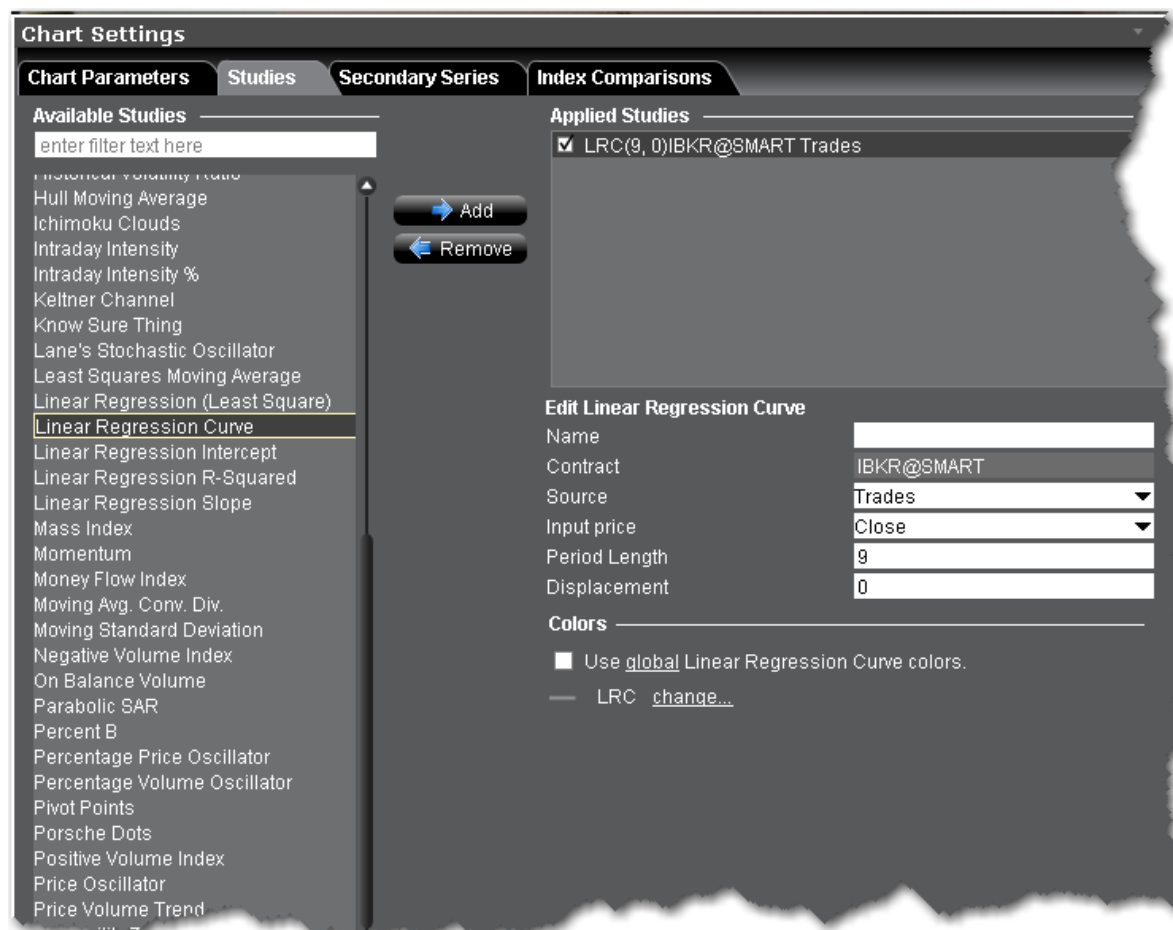 Chart Settings
Chart Parameters
Studies
Secondary Series
Index Comparisons
Available Studies
enter filter text here
Historical Volatility Ratio
Hull Moving Average
Ichimoku Clouds
Intraday Intensity
Intraday Intensity %
Keltner Channel
Know Sure Thing
Lane's Stochastic Oscillator
Least Squares Moving Average
Linear Regression (Least Square)
Linear Regression Curve
Linear Regression Intercept
Linear Regression R-Squared
Linear Regression Slope
Mass Index
Momentum
Money Flow Index
Moving Avg. Conv. Div.
Moving Standard Deviation
Negative Volume Index
On Balance Volume
Parabolic SAR
Percent B
Percentage Price Oscillator
Percentage Volume Oscillator
Pivot Points
Porsche Dots
Positive Volume Index
Price Oscillator
Price Volume Trend
Add
Remove
Applied Studies
LRC(9, 0)IBKR@SMART Trades
Edit Linear Regression Curve
Name
Contract IBKR@SMART
Source Trades
Input price Close
Period Length 9
Displacement 0
Colors
Use global Linear Regression Curve colors.
LRC change...